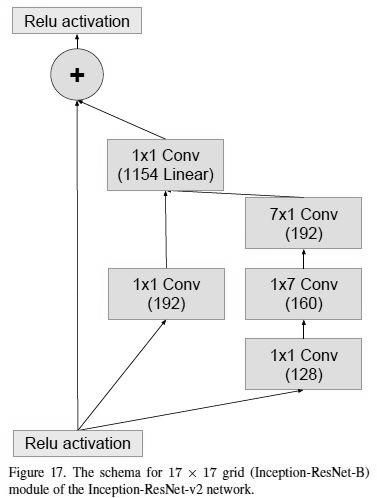 Relu activation
+
1x1 Conv
(1154 Linear)
7x1 Conv
(192)
1x1 Conv
(192)
1x7 Conv
(160)
1x1 Conv
(128)
Relu activation
Figure 17. The schema for 17 × 17 grid (Inception-ResNet-B)
module of the Inception-ResNet-v2 network.